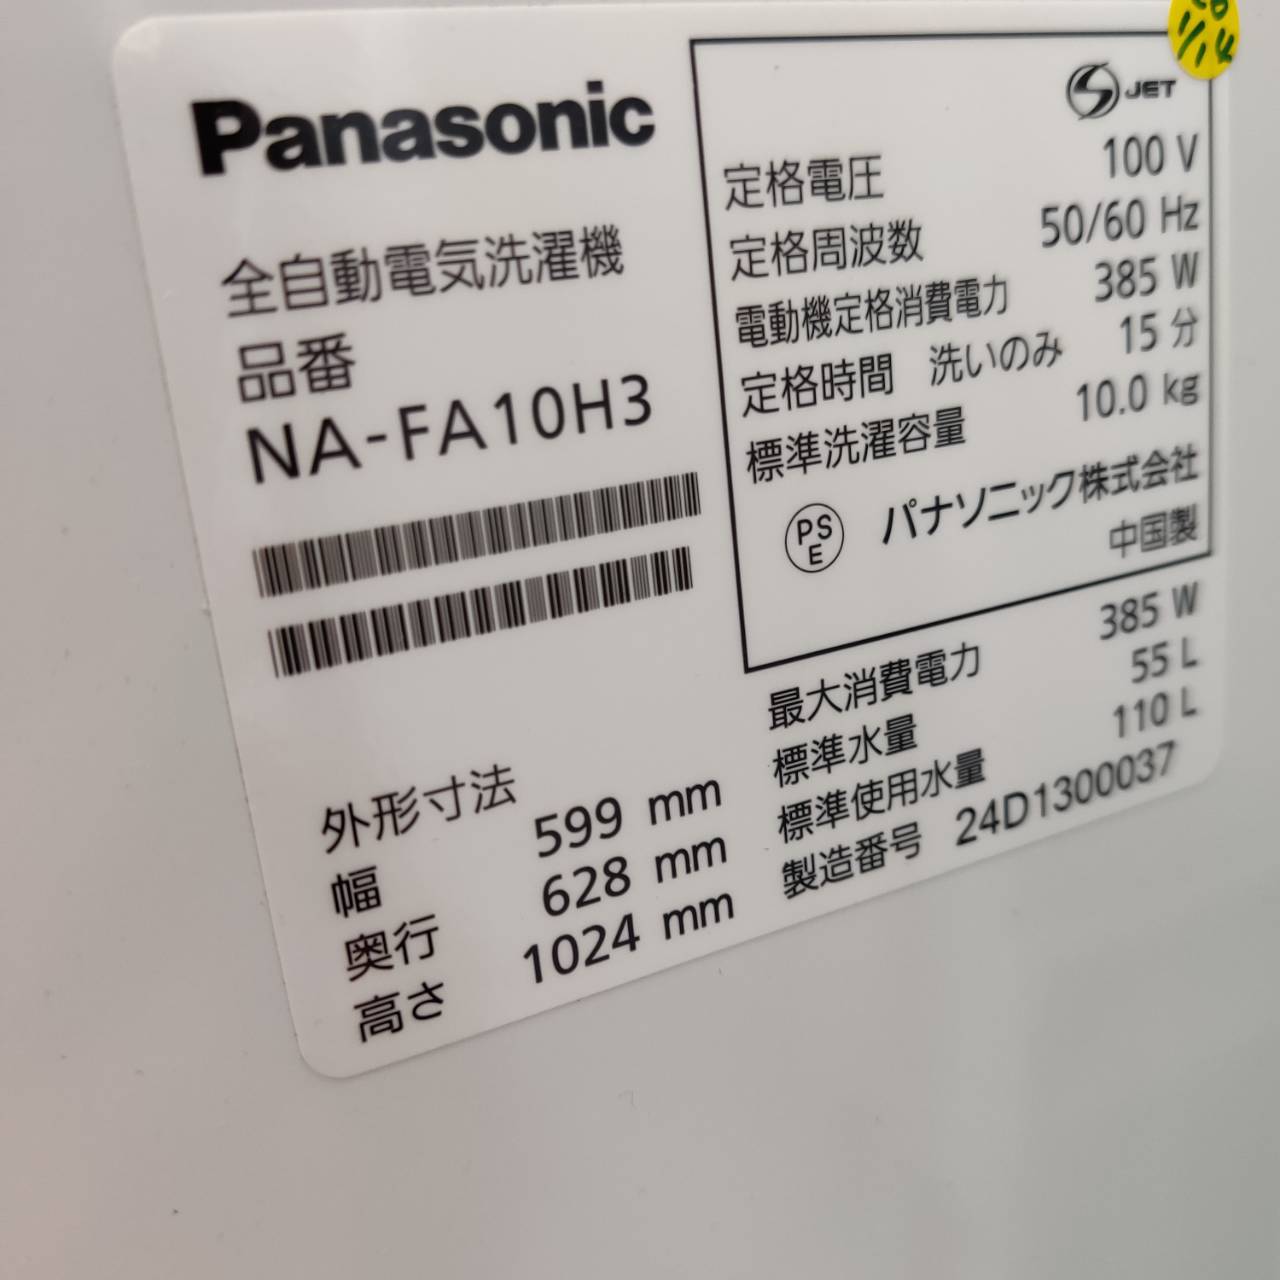 Panasonic
全自動電気洗濯機
品番
NA-FA10H3
外形寸法
幅 599 mm
奥行 628 mm
高さ 1024 mm
JET
定格電圧 100 V
定格周波数 50/60 Hz
電動機定格消費電力 385 W
定格時間 洗いのみ 15 分
標準洗濯容量 10.0 kg
PS
E
パナソニック株式会社
中国製
最大消費電力 385 W
標準水量 55 L
標準使用水量 110 L
製造番号 24D1300037
1/14